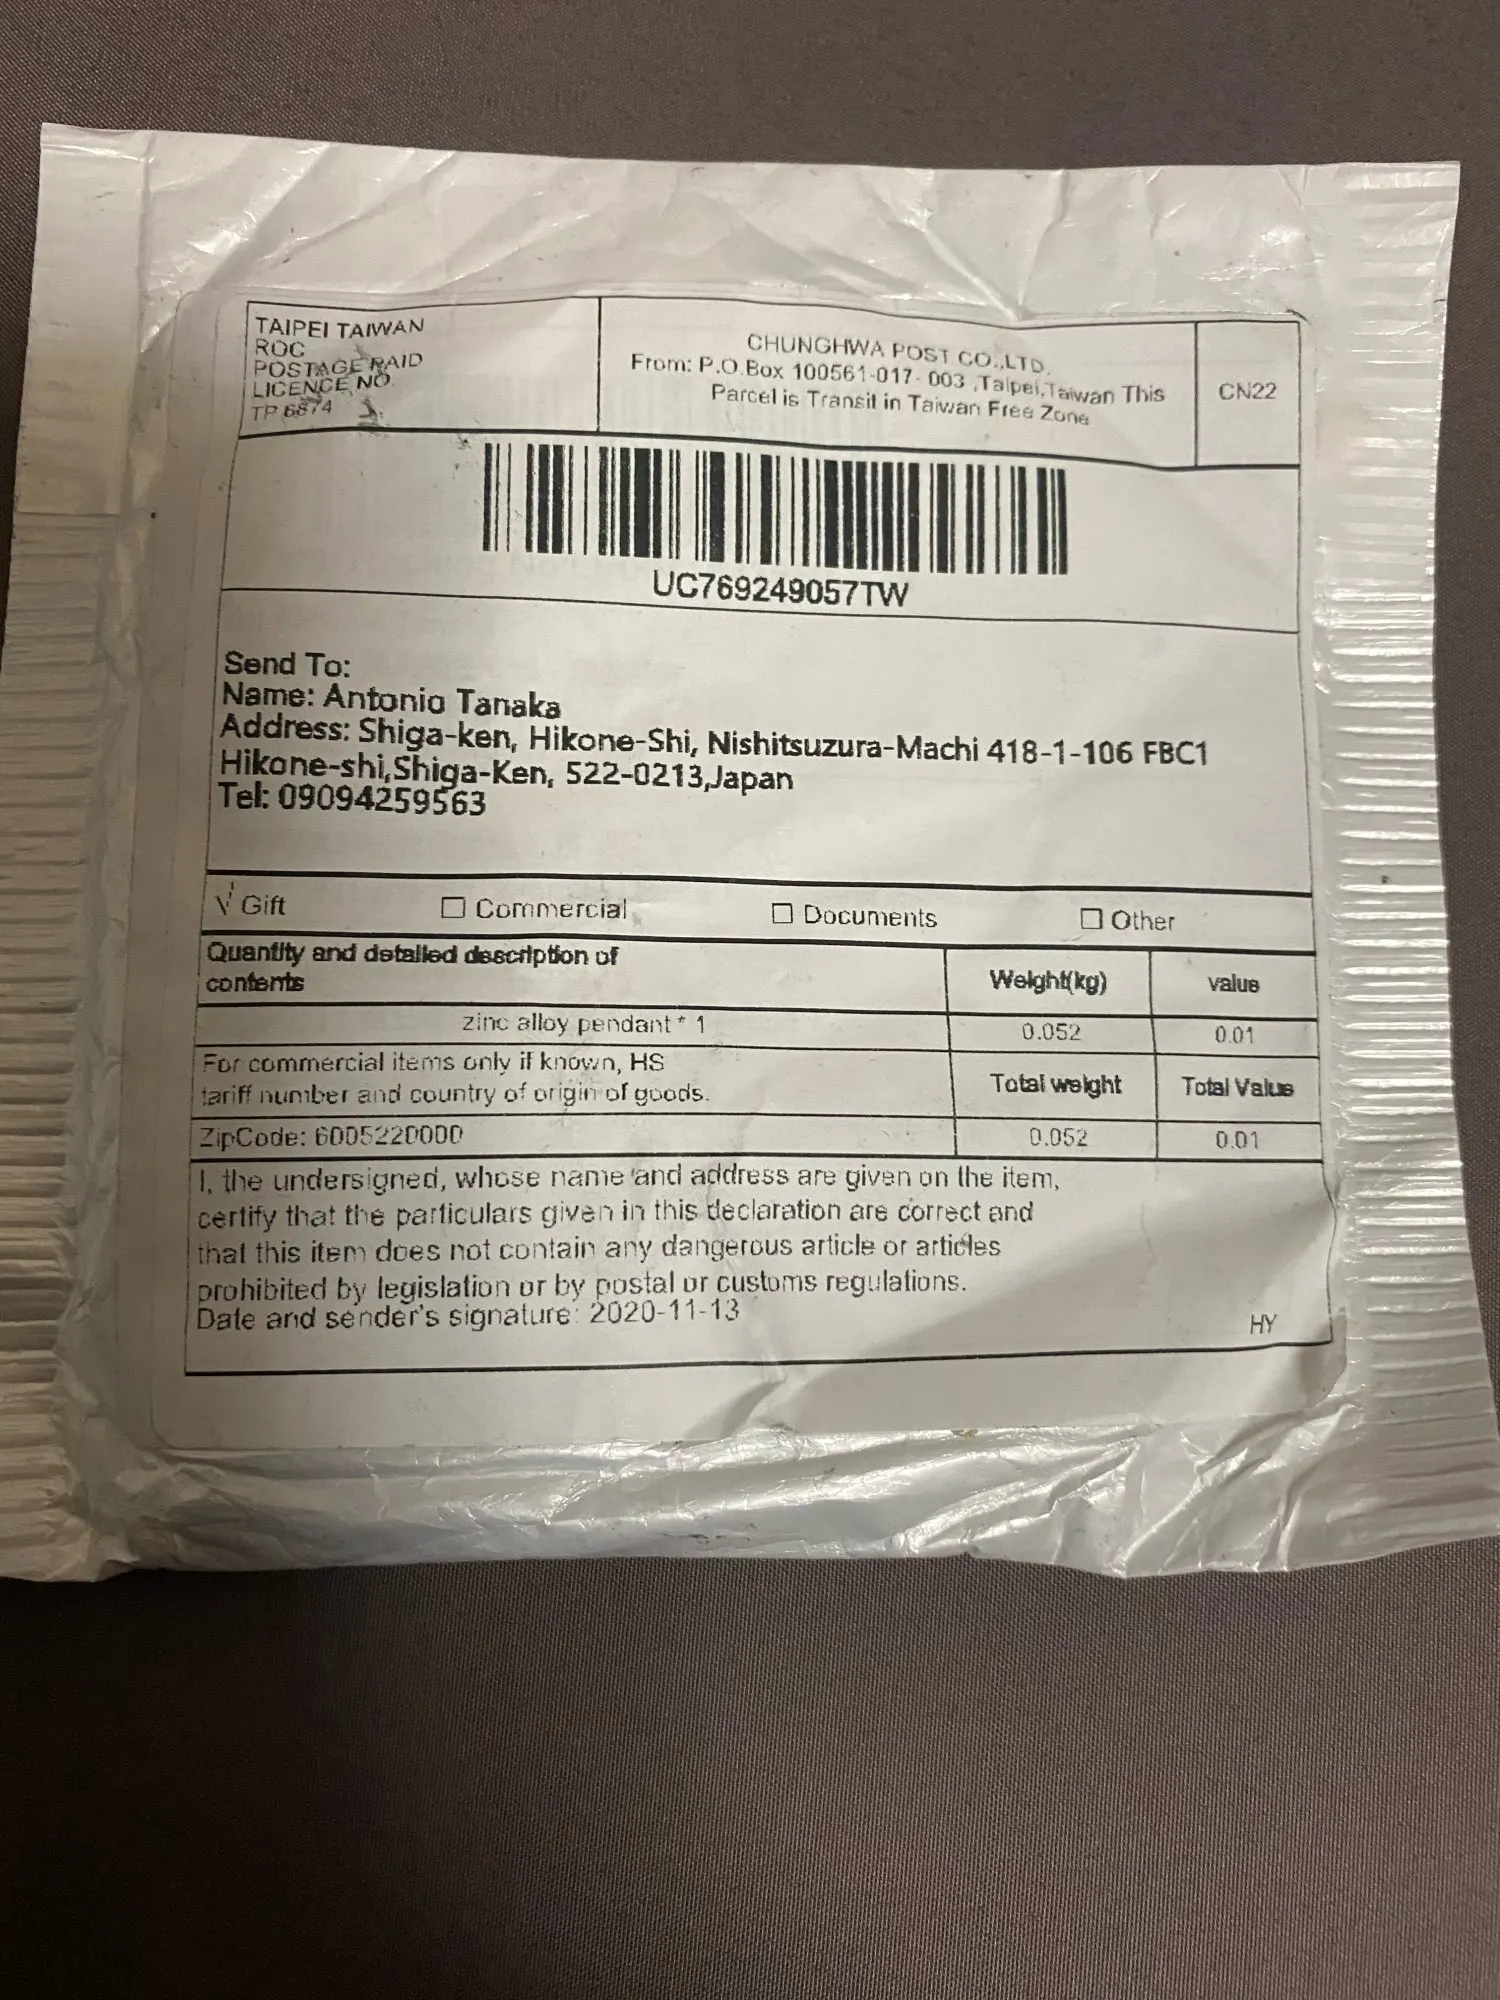 TAIPEI TAIWAN
ROC
POSTAGE PAID
LICENCE NO.
TP 6874
CHUNGHWA POST CO.,LTD.
From: P.O.Box 100561-017- 003 ,Taipei,Taiwan This
Parcel is Transit in Taiwan Free Zone
CN22
UC769249057TW
Send To:
Name: Antonio Tanaka
Address: Shiga-ken, Hikone-Shi, Nishitsuzura-Machi 418-1-106 FBC1
Hikone-shi,Shiga-Ken, 522-0213,Japan
Tel: 09094259563
√ Gift □ Commercial □ Documents □ Other
Quantity and detailed description of
contents
Weight(kg) value
zinc alloy pendant * 1 0.052 0.01
For commercial items only if known, HS
tariff number and country of origin of goods.
Total weight Total Value
ZipCode: 6005220000 0.052 0.01
I, the undersigned, whose name and address are given on the item,
certify that the particulars given in this declaration are correct and
that this item does not contain any dangerous article or articles
prohibited by legislation or by postal or customs regulations.
Date and sender's signature: 2020-11-13
HY